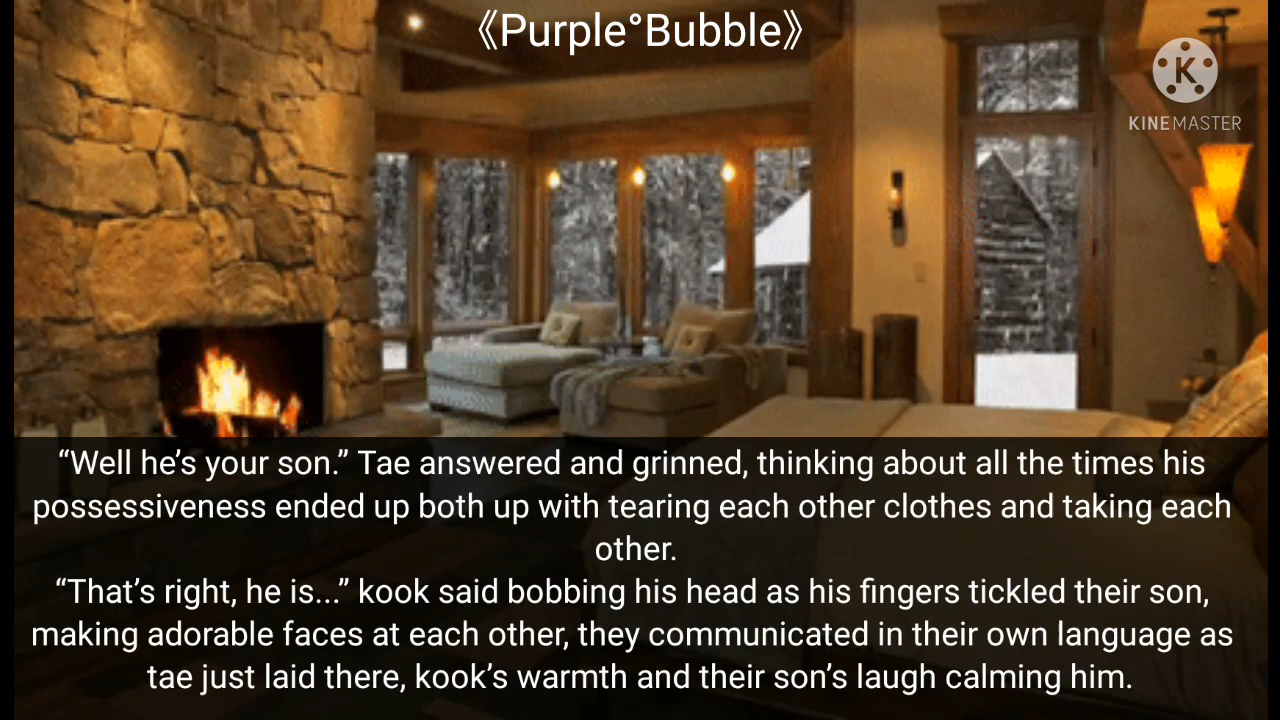 《Purple°Bubble》
K
KINEMASTER
“Well he’s your son.” Tae answered and grinned, thinking about all the times his
possessiveness ended up both up with tearing each other clothes and taking each
other.
“That’s right, he is...” kook said bobbing his head as his fingers tickled their son,
making adorable faces at each other, they communicated in their own language as
tae just laid there, kook’s warmth and their son’s laugh calming him.